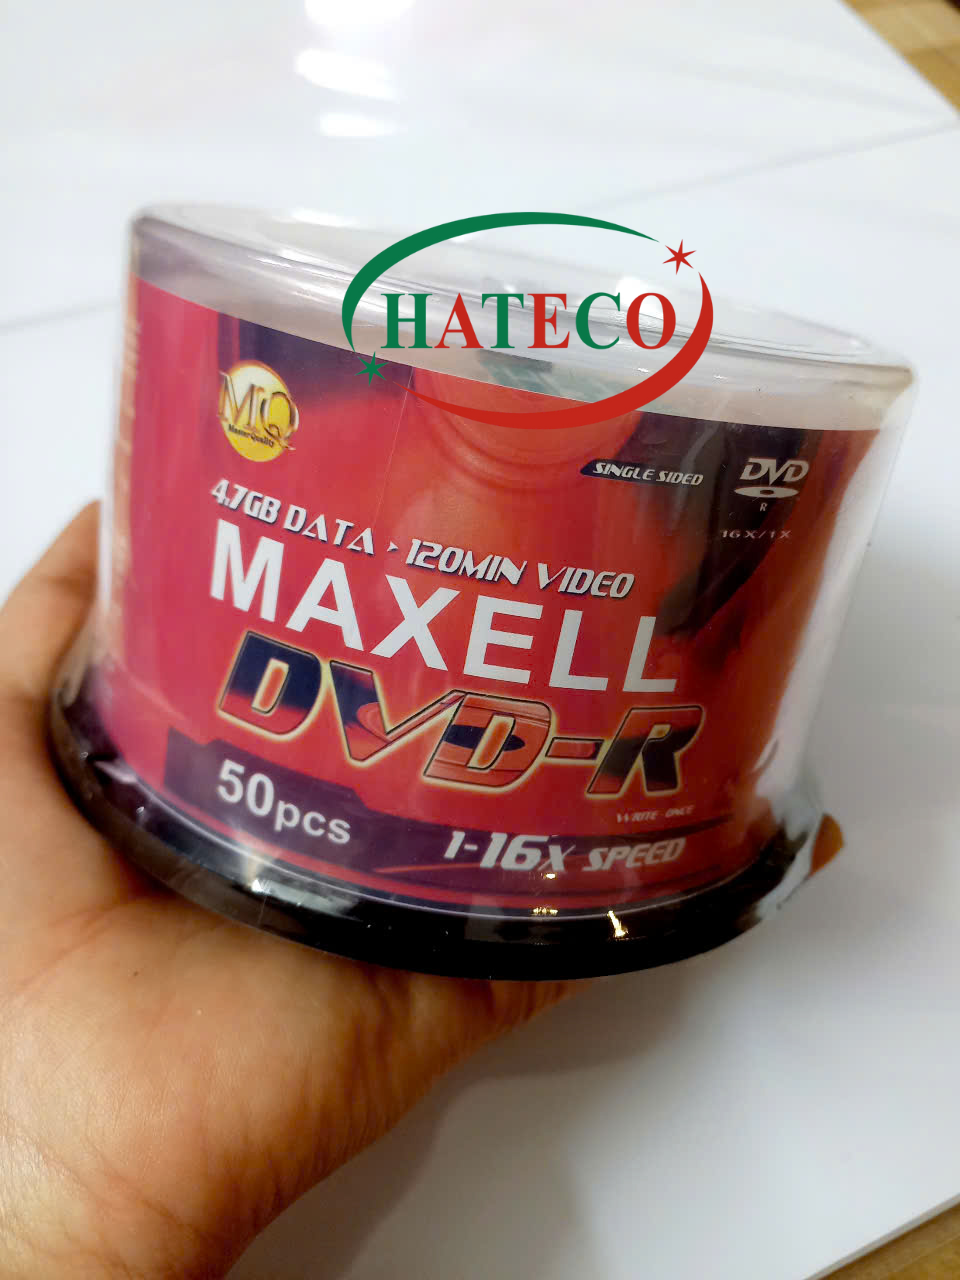 HATECO
MQ
MasterQuality
SINGLE SIDED
DVD
R
16X/1X
4.7GB DATA > 120MIN VIDEO
MAXELL
DVD-R
WRITE-ONCE
50pcs
1-16X SPEED